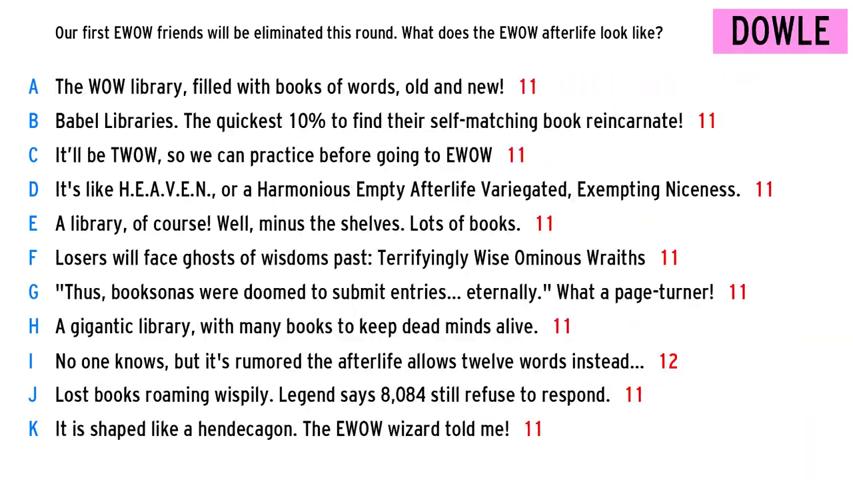 Our first EWOW friends will be eliminated this round. What does the EWOW afterlife look like?
DOWLE
A The WOW library, filled with books of words, old and new! 11
B Babel Libraries. The quickest 10% to find their self-matching book reincarnate! 11
C It'll be TWOW, so we can practice before going to EWOW 11
D It's like H.E.A.V.E.N., or a Harmonious Empty Afterlife Variegated, Exempting Niceness. 11
E A library, of course! Well, minus the shelves. Lots of books. 11
F Losers will face ghosts of wisdoms past: Terrifyingly Wise Ominous Wraiths 11
G "Thus, booksonas were doomed to submit entries... eternally." What a page-turner! 11
H A gigantic library, with many books to keep dead minds alive. 11
I No one knows, but it's rumored the afterlife allows twelve words instead... 12
J Lost books roaming wispily. Legend says 8,084 still refuse to respond. 11
K It is shaped like a hendecagon. The EWOW wizard told me! 11